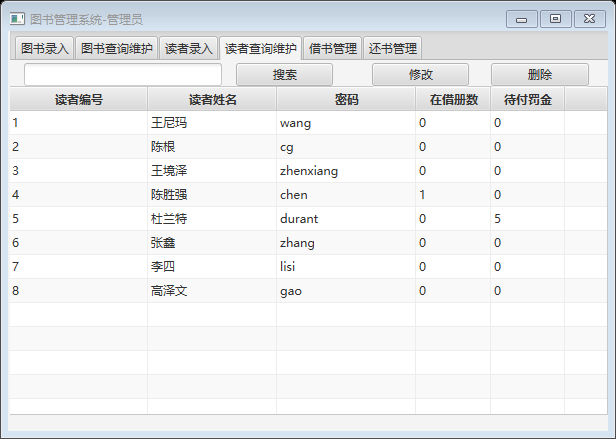 图书管理系统-管理员
图书录入 图书查询维护 读者录入 读者查询维护 借书管理 还书管理
搜索 修改 删除
读者编号 读者姓名 密码 在借册数 待付罚金
1 王尼玛 wang 0 0
2 陈根 cg 0 0
3 王境泽 zhenxiang 0 0
4 陈胜强 chen 1 0
5 杜兰特 durant 0 5
6 张鑫 zhang 0 0
7 李四 lisi 0 0
8 高泽文 gao 0 0